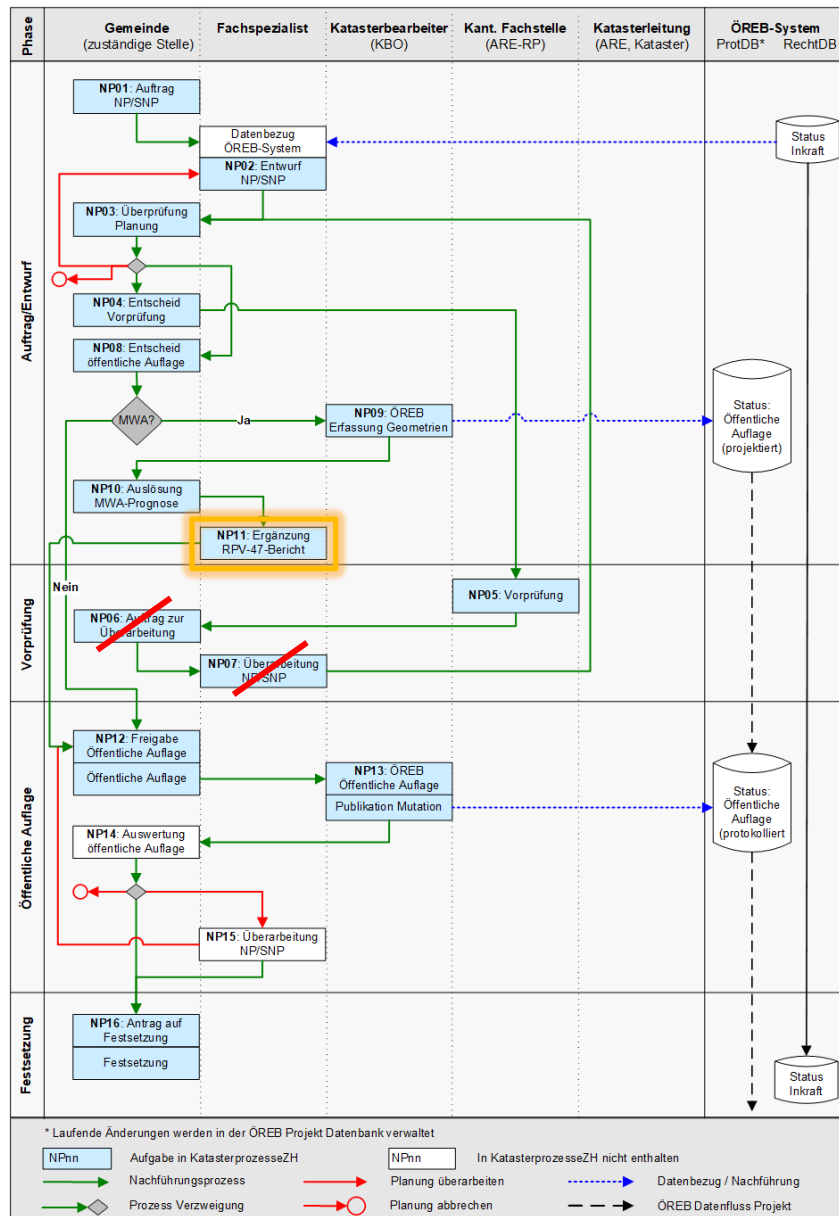 Phase
Gemeinde
(zuständige Stelle)
Fachspezialist
Katasterbearbeiter
(KBO)
Kant. Fachstelle
(ARE-RP)
Katasterleitung
(ARE, Kataster)
ÖREB-System
ProtDB* RechtDB
Auftrag/Entwurf
NP01: Auftrag
NP/SNP
Datenbezug
ÖREB-System
Status
Inkraft
NP02: Entwurf
NP/SNP
NP03: Überprüfung
Planung
NP04: Entscheid
Vorprüfung
NP08: Entscheid
öffentliche Auflage
MWA?
Ja
NP09: ÖREB
Erfassung Geometrien
Status:
Öffentliche
Auflage
(projektiert)
NP10: Auslösung
MWA-Prognose
NP11: Ergänzung
RPV-47-Bericht
Nein
Vorprüfung
NP05: Vorprüfung
NP06: Auftrag zur
Überarbeitung
NP07: Überarbeitung
NP/SNP
Öffentliche Auflage
NP12: Freigabe
Öffentliche Auflage
Öffentliche Auflage
NP13: ÖREB
Öffentliche Auflage
Publikation Mutation
Status:
Öffentliche
Auflage
(protokolliert
NP14: Auswertung
öffentliche Auflage
NP15: Überarbeitung
NP/SNP
Festsetzung
NP16: Antrag auf
Festsetzung
Festsetzung
Status
Inkraft
* Laufende Änderungen werden in der ÖREB Projekt Datenbank verwaltet
NPnn Aufgabe in KatasterprozesseZH NPnn In KatasterprozesseZH nicht enthalten
Nachführungsprozess Planung überarbeiten Datenbezug / Nachführung
Prozess Verzweigung Planung abbrechen ÖREB Datenfluss Projekt